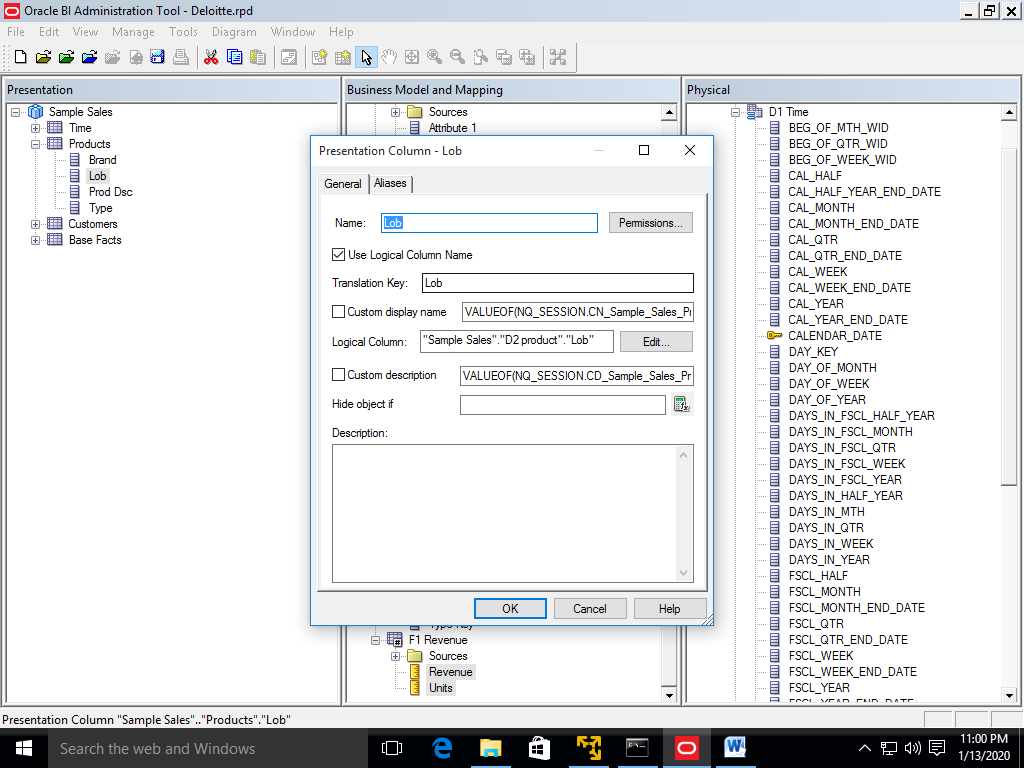 Oracle BI Administration Tool - Deloitte.rpd
File Edit View Manage Tools Diagram Window Help
Presentation
Sample Sales
Time
Products
Brand
Lob
Prod Dsc
Type
Customers
Base Facts
Business Model and Mapping
Sources
Attribute 1
Presentation Column - Lob
General Aliases
Name: Lob Permissions...
Use Logical Column Name
Translation Key: Lob
Custom display name VALUEOF(NQ_SESSION.CN_Sample_Sales_Pr
Logical Column: "Sample Sales"."D2 product"."Lob" Edit...
Custom description VALUEOF(NQ_SESSION.CD_Sample_Sales_Pr
Hide object if
Description:
OK Cancel Help
F1 Revenue
Sources
Revenue
Units
Physical
D1 Time
BEG_OF_MTH_WID
BEG_OF_QTR_WID
BEG_OF_WEEK_WID
CAL_HALF
CAL_HALF_YEAR_END_DATE
CAL_MONTH
CAL_MONTH_END_DATE
CAL_QTR
CAL_QTR_END_DATE
CAL_WEEK
CAL_WEEK_END_DATE
CAL_YEAR
CAL_YEAR_END_DATE
CALENDAR_DATE
DAY_KEY
DAY_OF_MONTH
DAY_OF_WEEK
DAY_OF_YEAR
DAYS_IN_FSCL_HALF_YEAR
DAYS_IN_FSCL_MONTH
DAYS_IN_FSCL_QTR
DAYS_IN_FSCL_WEEK
DAYS_IN_FSCL_YEAR
DAYS_IN_HALF_YEAR
DAYS_IN_MTH
DAYS_IN_QTR
DAYS_IN_WEEK
DAYS_IN_YEAR
FSCL_HALF
FSCL_MONTH
FSCL_MONTH_END_DATE
FSCL_QTR
FSCL_QTR_END_DATE
FSCL_WEEK
FSCL_WEEK_END_DATE
FSCL_YEAR
Presentation Column "Sample Sales".."Products"."Lob"
Search the web and Windows
11:00 PM
1/13/2020